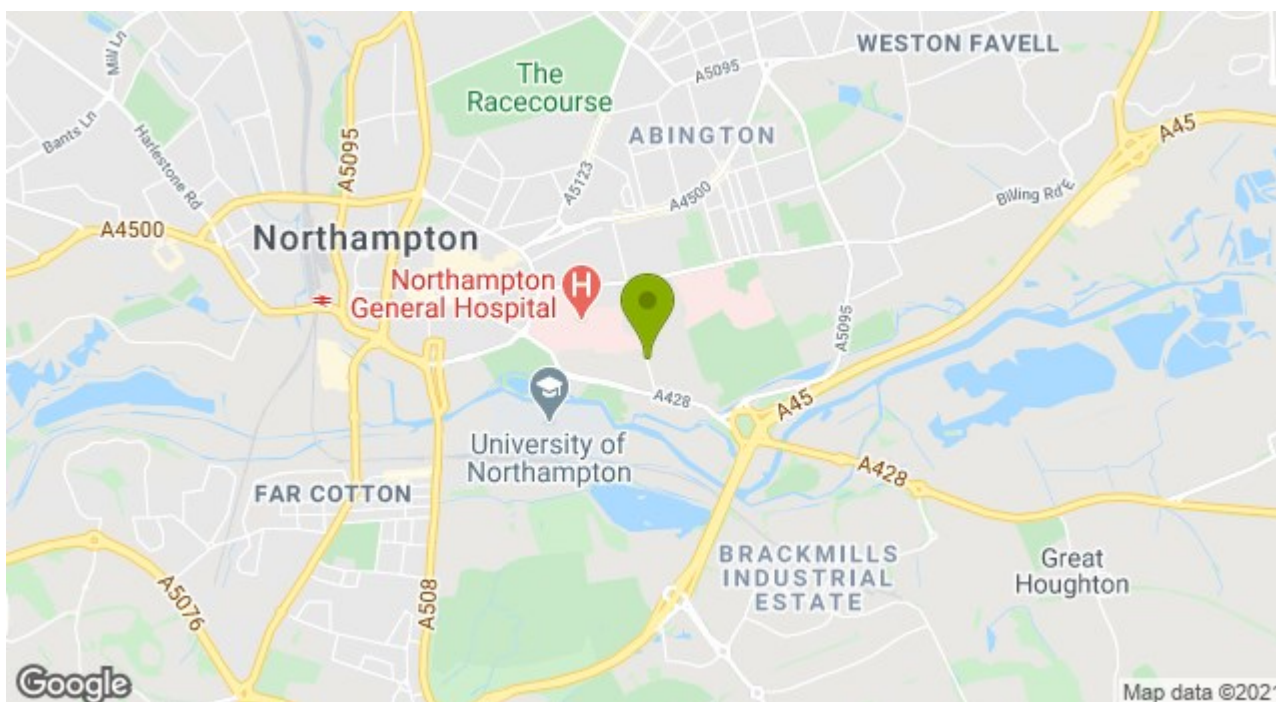 Mill Ln
WESTON FAVELL
A5095
The
Racecourse
Bants Ln
Harlestone Rd
A5095
ABINGTON
A45
A5123
A4500
Billing Rd E
A4500
Northampton
Northampton
General Hospital
H
A5095
A428
A45
University of
Northampton
A428
FAR COTTON
BRACKMILLS
INDUSTRIAL
ESTATE
Great
Houghton
A5076
A508
Google
Map data ©2021